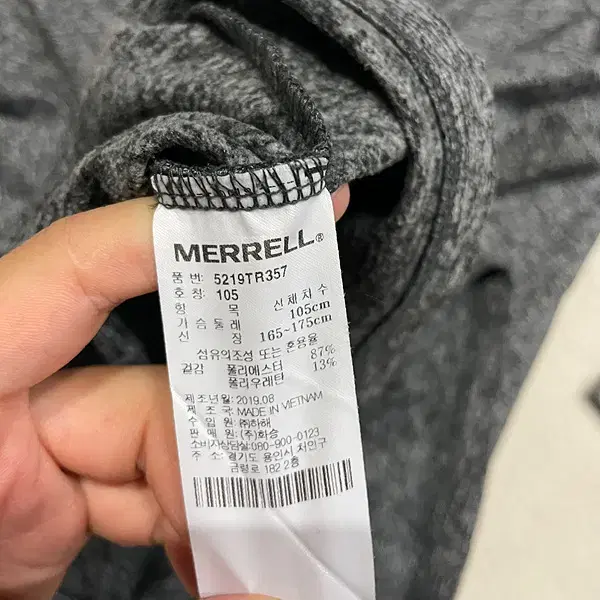 MERRELL®
품 번: 5219TR357
호 칭: 105
항 목 신 체 치 수
가 슴 둘 레 105cm
신 장 165~175cm
섬유의조성 또는 혼용율
겉감 폴리에스터 87%
폴리우레탄 13%
제조년월: 2019.08
제 조 국: MADE IN VIETNAM
수 입 원: ㈜하해
판 매 원: (주)화승
소비자상담실: 080-900-0123
주 소: 경기도 용인시 처인구
금령로 182 2층